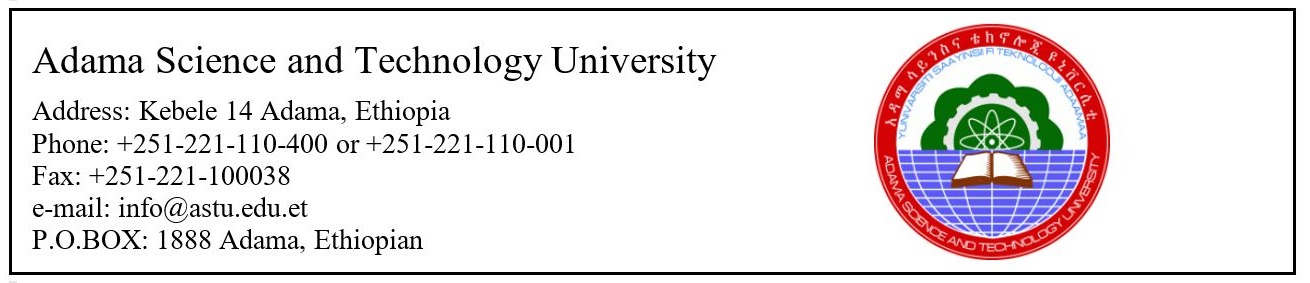 Adama Science and Technology University
Address: Kebele 14 Adama, Ethiopia
Phone: +251-221-110-400 or +251-221-110-001
Fax: +251-221-100038
e-mail: info@astu.edu.et
P.O.BOX: 1888 Adama, Ethiopian
አዳማ ሳይንስና ቴክኖሎጂ ዩኒቨርሲቲ
YUNIVARSIITII SAAYINSII FI TEKNOLOOJII ADAAMAA
ADAMA SCIENCE AND TECHNOLOGY UNIVERSITY